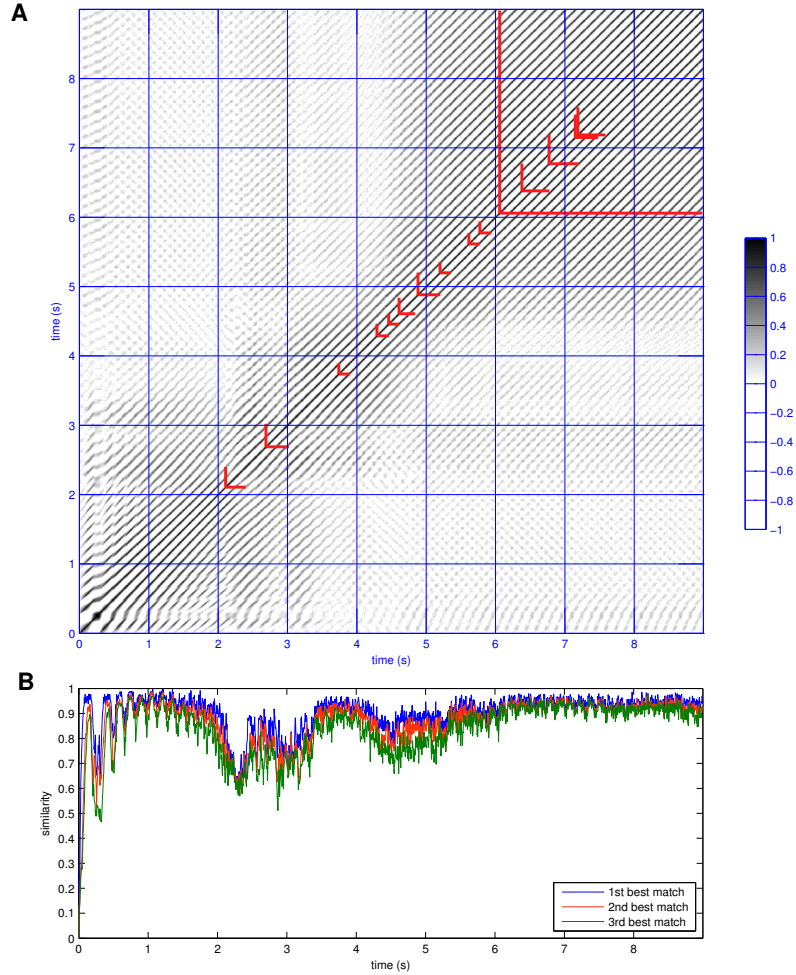 A
8
7
6
5
4
3
2
1
0
time (s)
0 1 2 3 4 5 6 7 8
time (s)
1
0.8
0.6
0.4
0.2
0
−0.2
−0.4
−0.6
−0.8
−1
B
1
0.9
0.8
0.7
0.6
0.5
0.4
0.3
0.2
0.1
0
similarity
1st best match
2nd best match
3rd best match
0 1 2 3 4 5 6 7 8
time (s)